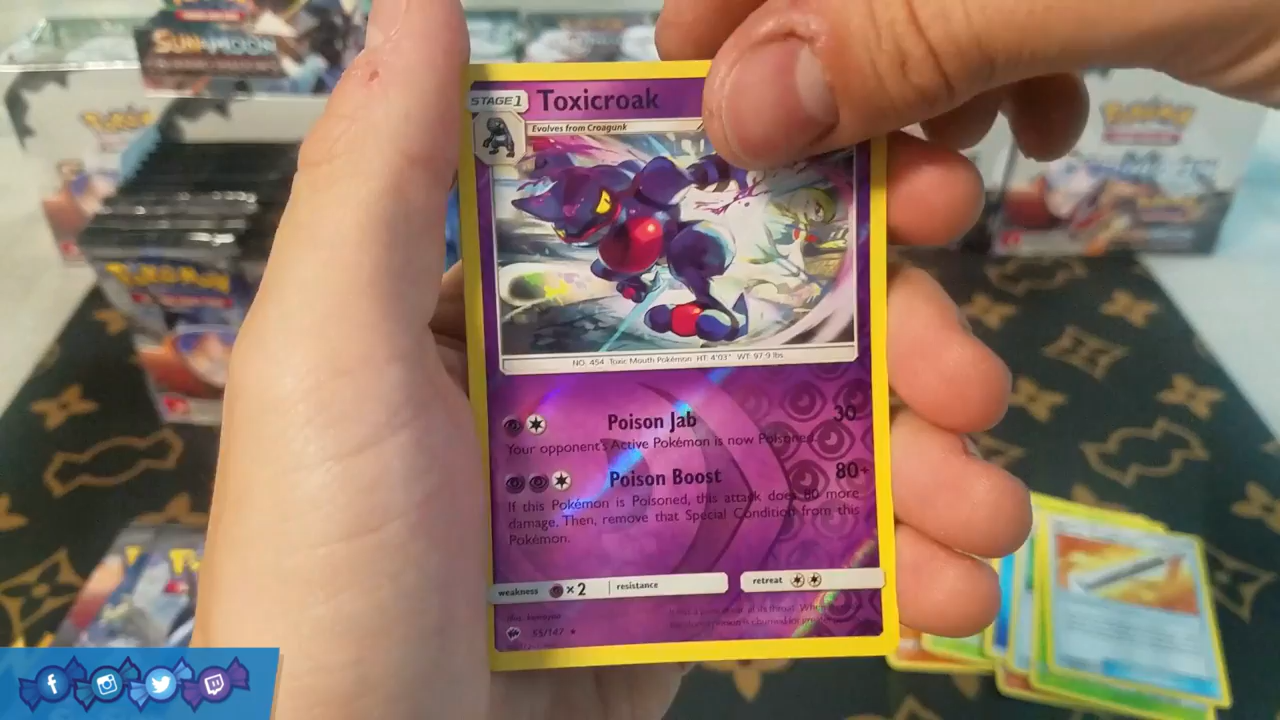 SUN & MOON
POKéMON
STAGE 1
Toxicroak
Evolves from Croagunk
NO. 454 Toxic Mouth Pokémon HT: 4'03" WT: 97.9 lbs
Poison Jab 30
Your opponent's Active Pokémon is now Poisoned.
Poison Boost 80+
If this Pokémon is Poisoned, this attack does 80 more
damage. Then, remove that Special Condition from this
Pokémon.
weakness ×2 resistance retreat
55/147